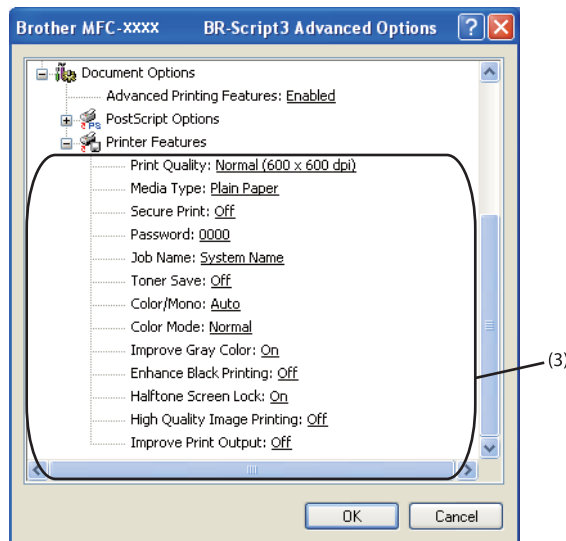 Brother MFC-XXXX BR-Script3 Advanced Options
Document Options
Advanced Printing Features: Enabled
PostScript Options
Printer Features
Print Quality: Normal (600 x 600 dpi)
Media Type: Plain Paper
Secure Print: Off
Password: 0000
Job Name: System Name
Toner Save: Off
Color/Mono: Auto
Color Mode: Normal
Improve Gray Color: On
Enhance Black Printing: Off
Halftone Screen Lock: On
High Quality Image Printing: Off
Improve Print Output: Off
(3)
OK Cancel